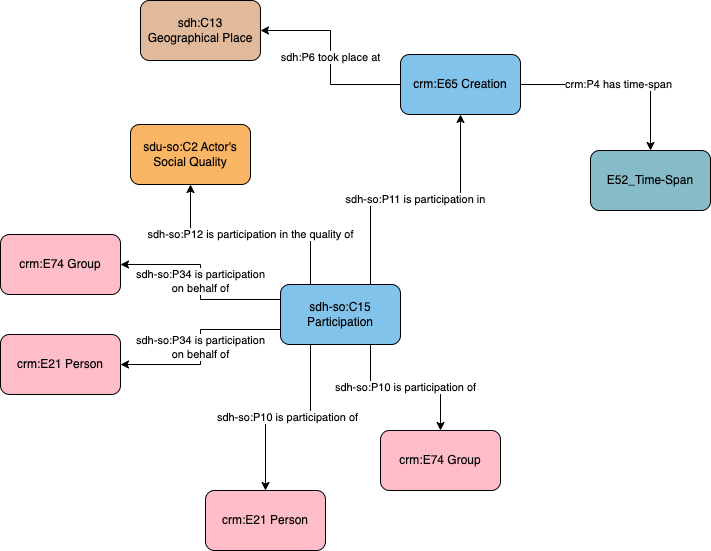 sdh:C13
Geographical Place
sdh:P6 took place at
crm:E65 Creation
crm:P4 has time-span
sdu-so:C2 Actor's
Social Quality
E52_Time-Span
sdh-so:P11 is participation in
sdh-so:P12 is participation in the quality of
crm:E74 Group
sdh-so:P34 is participation
on behalf of
sdh-so:C15
Participation
sdh-so:P34 is participation
on behalf of
crm:E21 Person
sdh-so:P10 is participation of
sdh-so:P10 is participation of
crm:E74 Group
crm:E21 Person